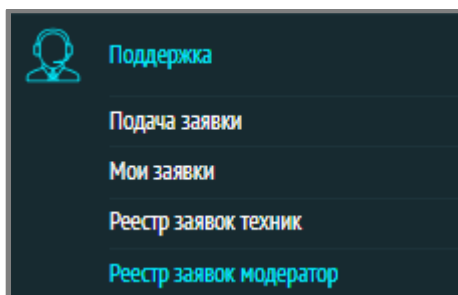 Поддержка
Подача заявки
Мои заявки
Реестр заявок техник
Реестр заявок модератор